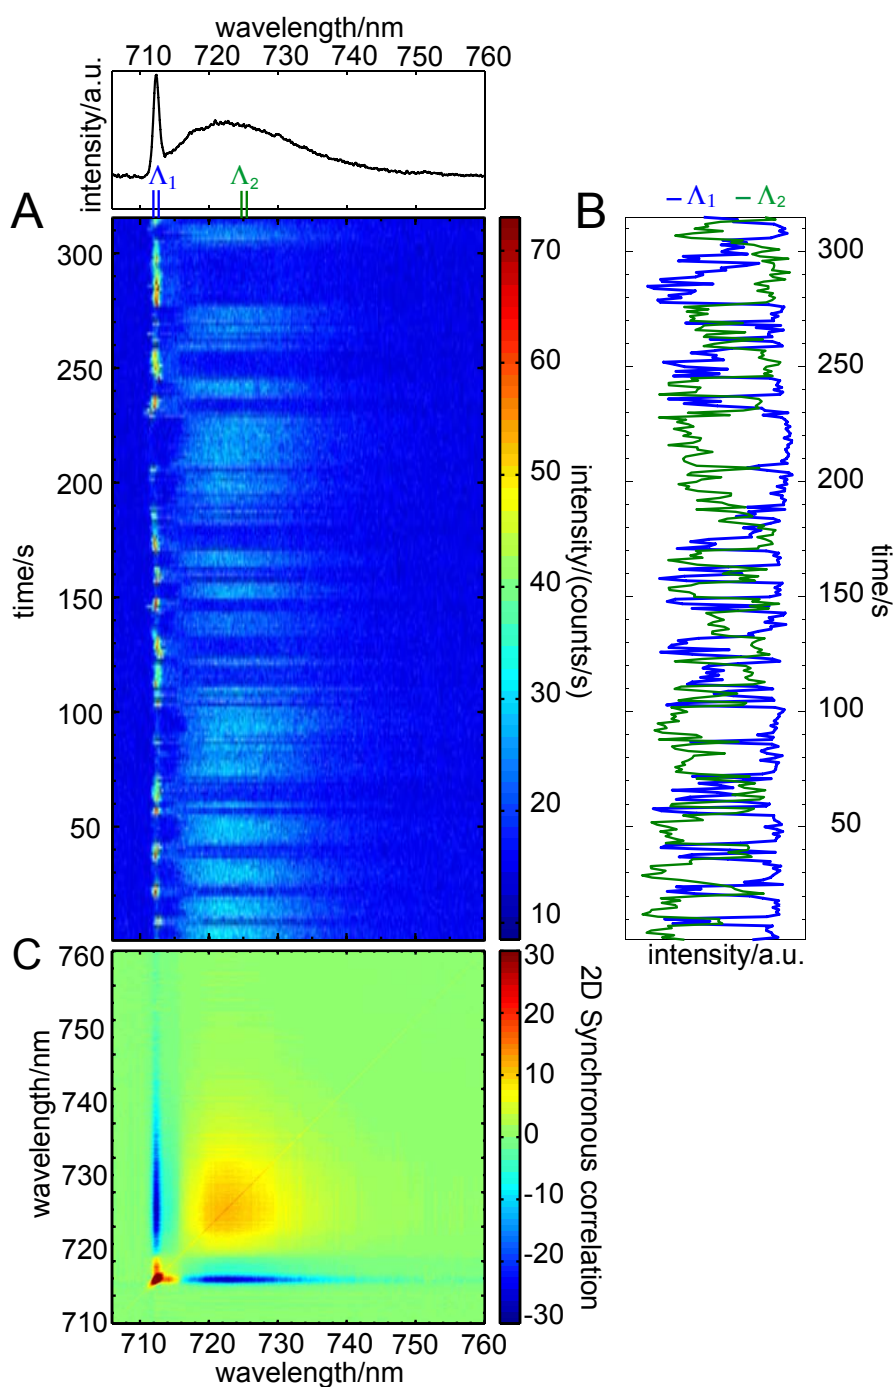 wavelength/nm
710 720 730 740 750 760
intensity/a.u.
Λ1 Λ2
A
B
- Λ1 - Λ2
300
250
200
150
100
50
time/s
70
60
50
40
30
20
10
intensity/(counts/s)
300
250
200
150
100
50
time/s
intensity/a.u.
C
760
750
740
730
720
710
wavelength/nm
710 720 730 740 750 760
wavelength/nm
30
20
10
0
-10
-20
-30
2D Synchronous correlation